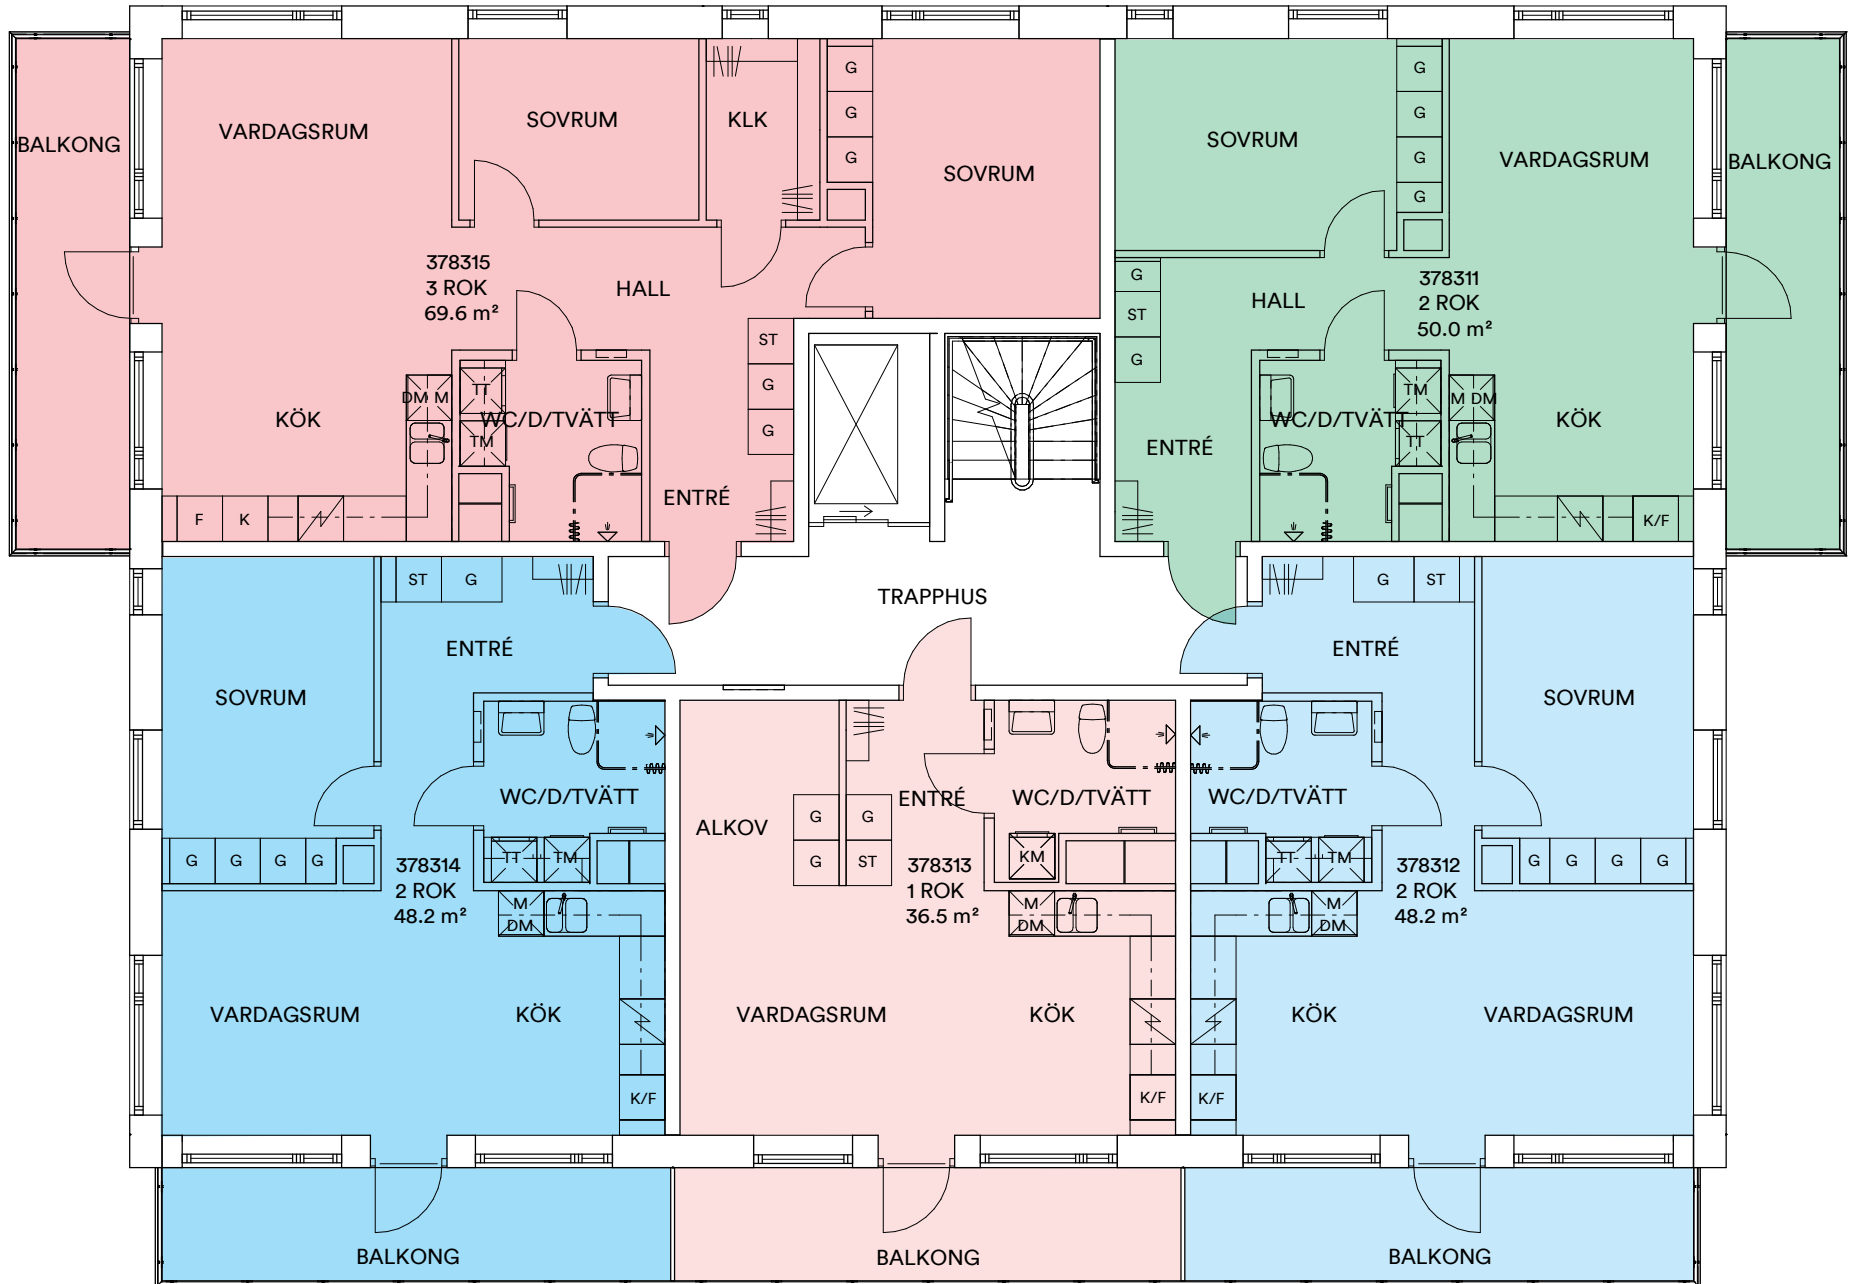 BALKONG
VARDAGSRUM
SOVRUM
KLK
G
G
G
SOVRUM
378315
3 ROK
69.6 m²
HALL
ST
G
G
KÖK
DM M
TT
WC/D/TVÄTT
TM
ENTRÉ
F
K
SOVRUM
G
G
G
G
VARDAGSRUM
BALKONG
378311
2 ROK
50.0 m²
HALL
G
ST
G
ENTRÉ
WC/D/TVÄTT
TM
TT
M DM
KÖK
K/F
TRAPPHUS
ST
G
ENTRÉ
SOVRUM
WC/D/TVÄTT
G
G
G
G
TT
TM
378314
2 ROK
48.2 m²
M
DM
VARDAGSRUM
KÖK
K/F
BALKONG
ALKOV
G
G
G
ST
ENTRÉ
WC/D/TVÄTT
KM
378313
1 ROK
36.5 m²
M
DM
VARDAGSRUM
KÖK
K/F
BALKONG
G
ST
ENTRÉ
SOVRUM
WC/D/TVÄTT
TT
TM
378312
2 ROK
48.2 m²
G
G
G
G
M
DM
KÖK
VARDAGSRUM
K/F
BALKONG